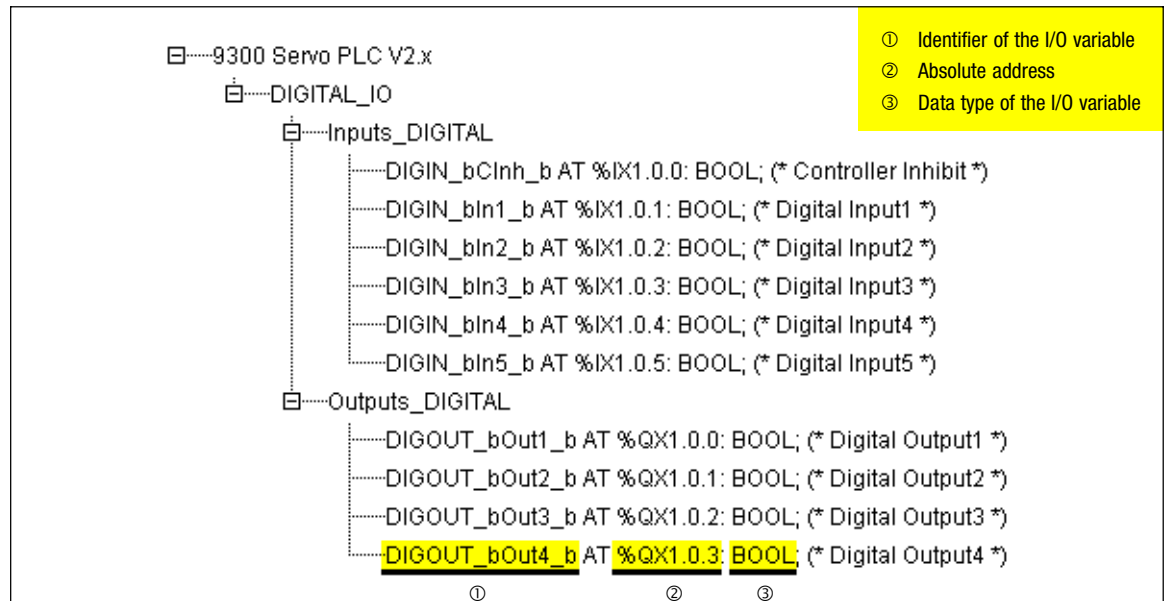 ① Identifier of the I/O variable
② Absolute address
③ Data type of the I/O variable
9300 Servo PLC V2.x
DIGITAL_IO
Inputs_DIGITAL
DIGIN_bCInh_b AT %IX1.0.0: BOOL; (* Controller Inhibit *)
DIGIN_bIn1_b AT %IX1.0.1: BOOL; (* Digital Input1 *)
DIGIN_bIn2_b AT %IX1.0.2: BOOL; (* Digital Input2 *)
DIGIN_bIn3_b AT %IX1.0.3: BOOL; (* Digital Input3 *)
DIGIN_bIn4_b AT %IX1.0.4: BOOL; (* Digital Input4 *)
DIGIN_bIn5_b AT %IX1.0.5: BOOL; (* Digital Input5 *)
Outputs_DIGITAL
DIGOUT_bOut1_b AT %QX1.0.0: BOOL; (* Digital Output1 *)
DIGOUT_bOut2_b AT %QX1.0.1: BOOL; (* Digital Output2 *)
DIGOUT_bOut3_b AT %QX1.0.2: BOOL; (* Digital Output3 *)
DIGOUT_bOut4_b AT %QX1.0.3: BOOL; (* Digital Output4 *)
① ② ③